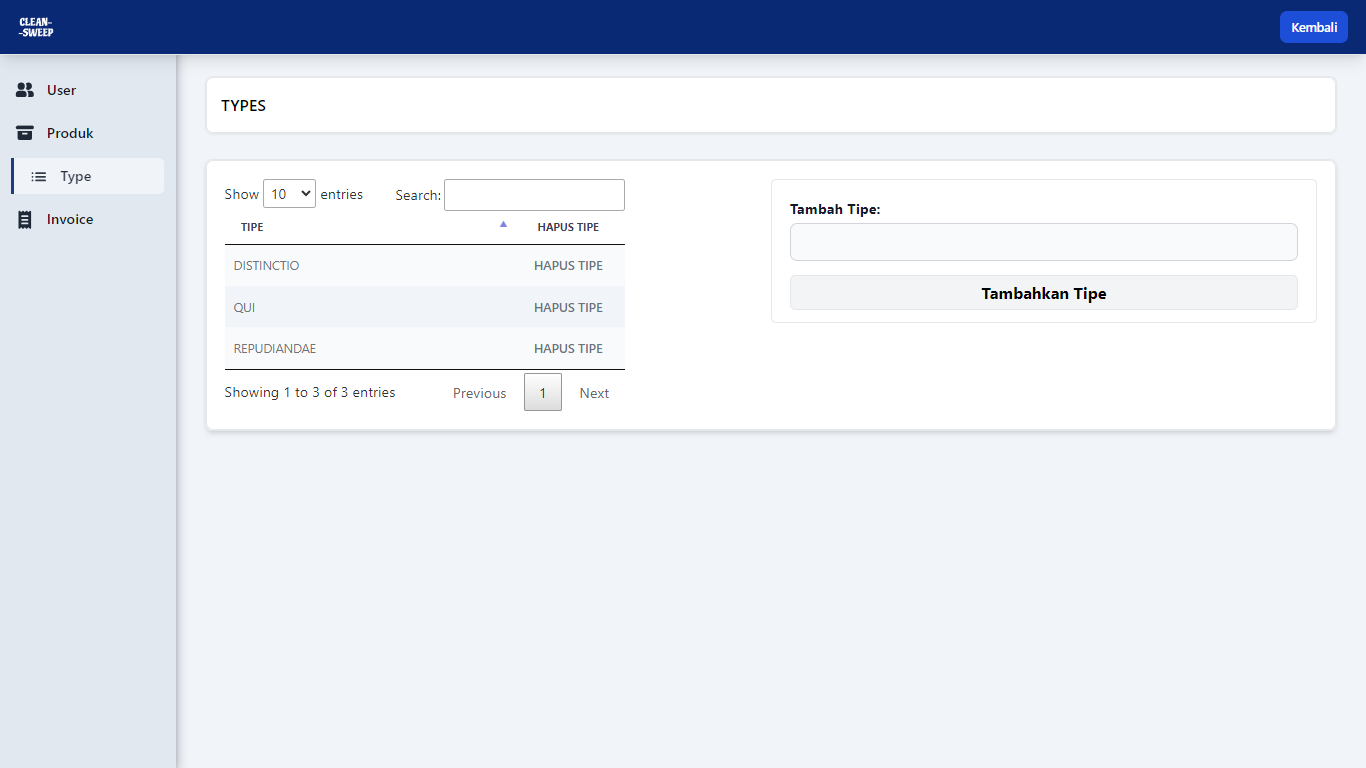 CLEAN-
-SWEEP
Kembali
User
Produk
Type
Invoice
TYPES
Show 10 entries Search:
TIPE HAPUS TIPE
DISTINCTIO HAPUS TIPE
QUI HAPUS TIPE
REPUDIANDAE HAPUS TIPE
Showing 1 to 3 of 3 entries Previous 1 Next
Tambah Tipe:
Tambahkan Tipe